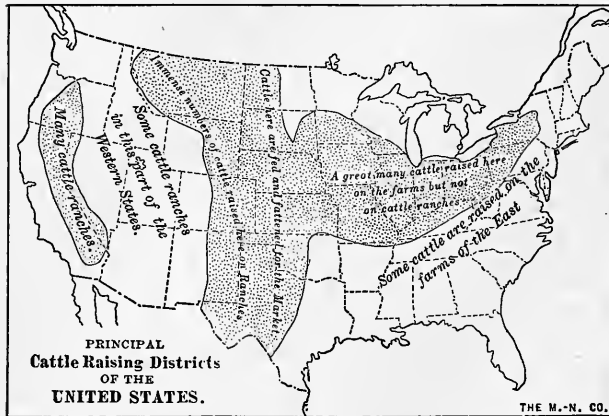 Many cattle ranches.
Some cattle ranches
in this part of the
Western States.
Immense numbers of cattle raised here on Ranches
Cattle here are fed and fattened for the Market
A great many cattle raised here
on the farms but not
on cattle ranches
Some cattle are raised on the
farms of the East
PRINCIPAL
Cattle Raising Districts
OF THE
UNITED STATES.
THE M.-N. CO.